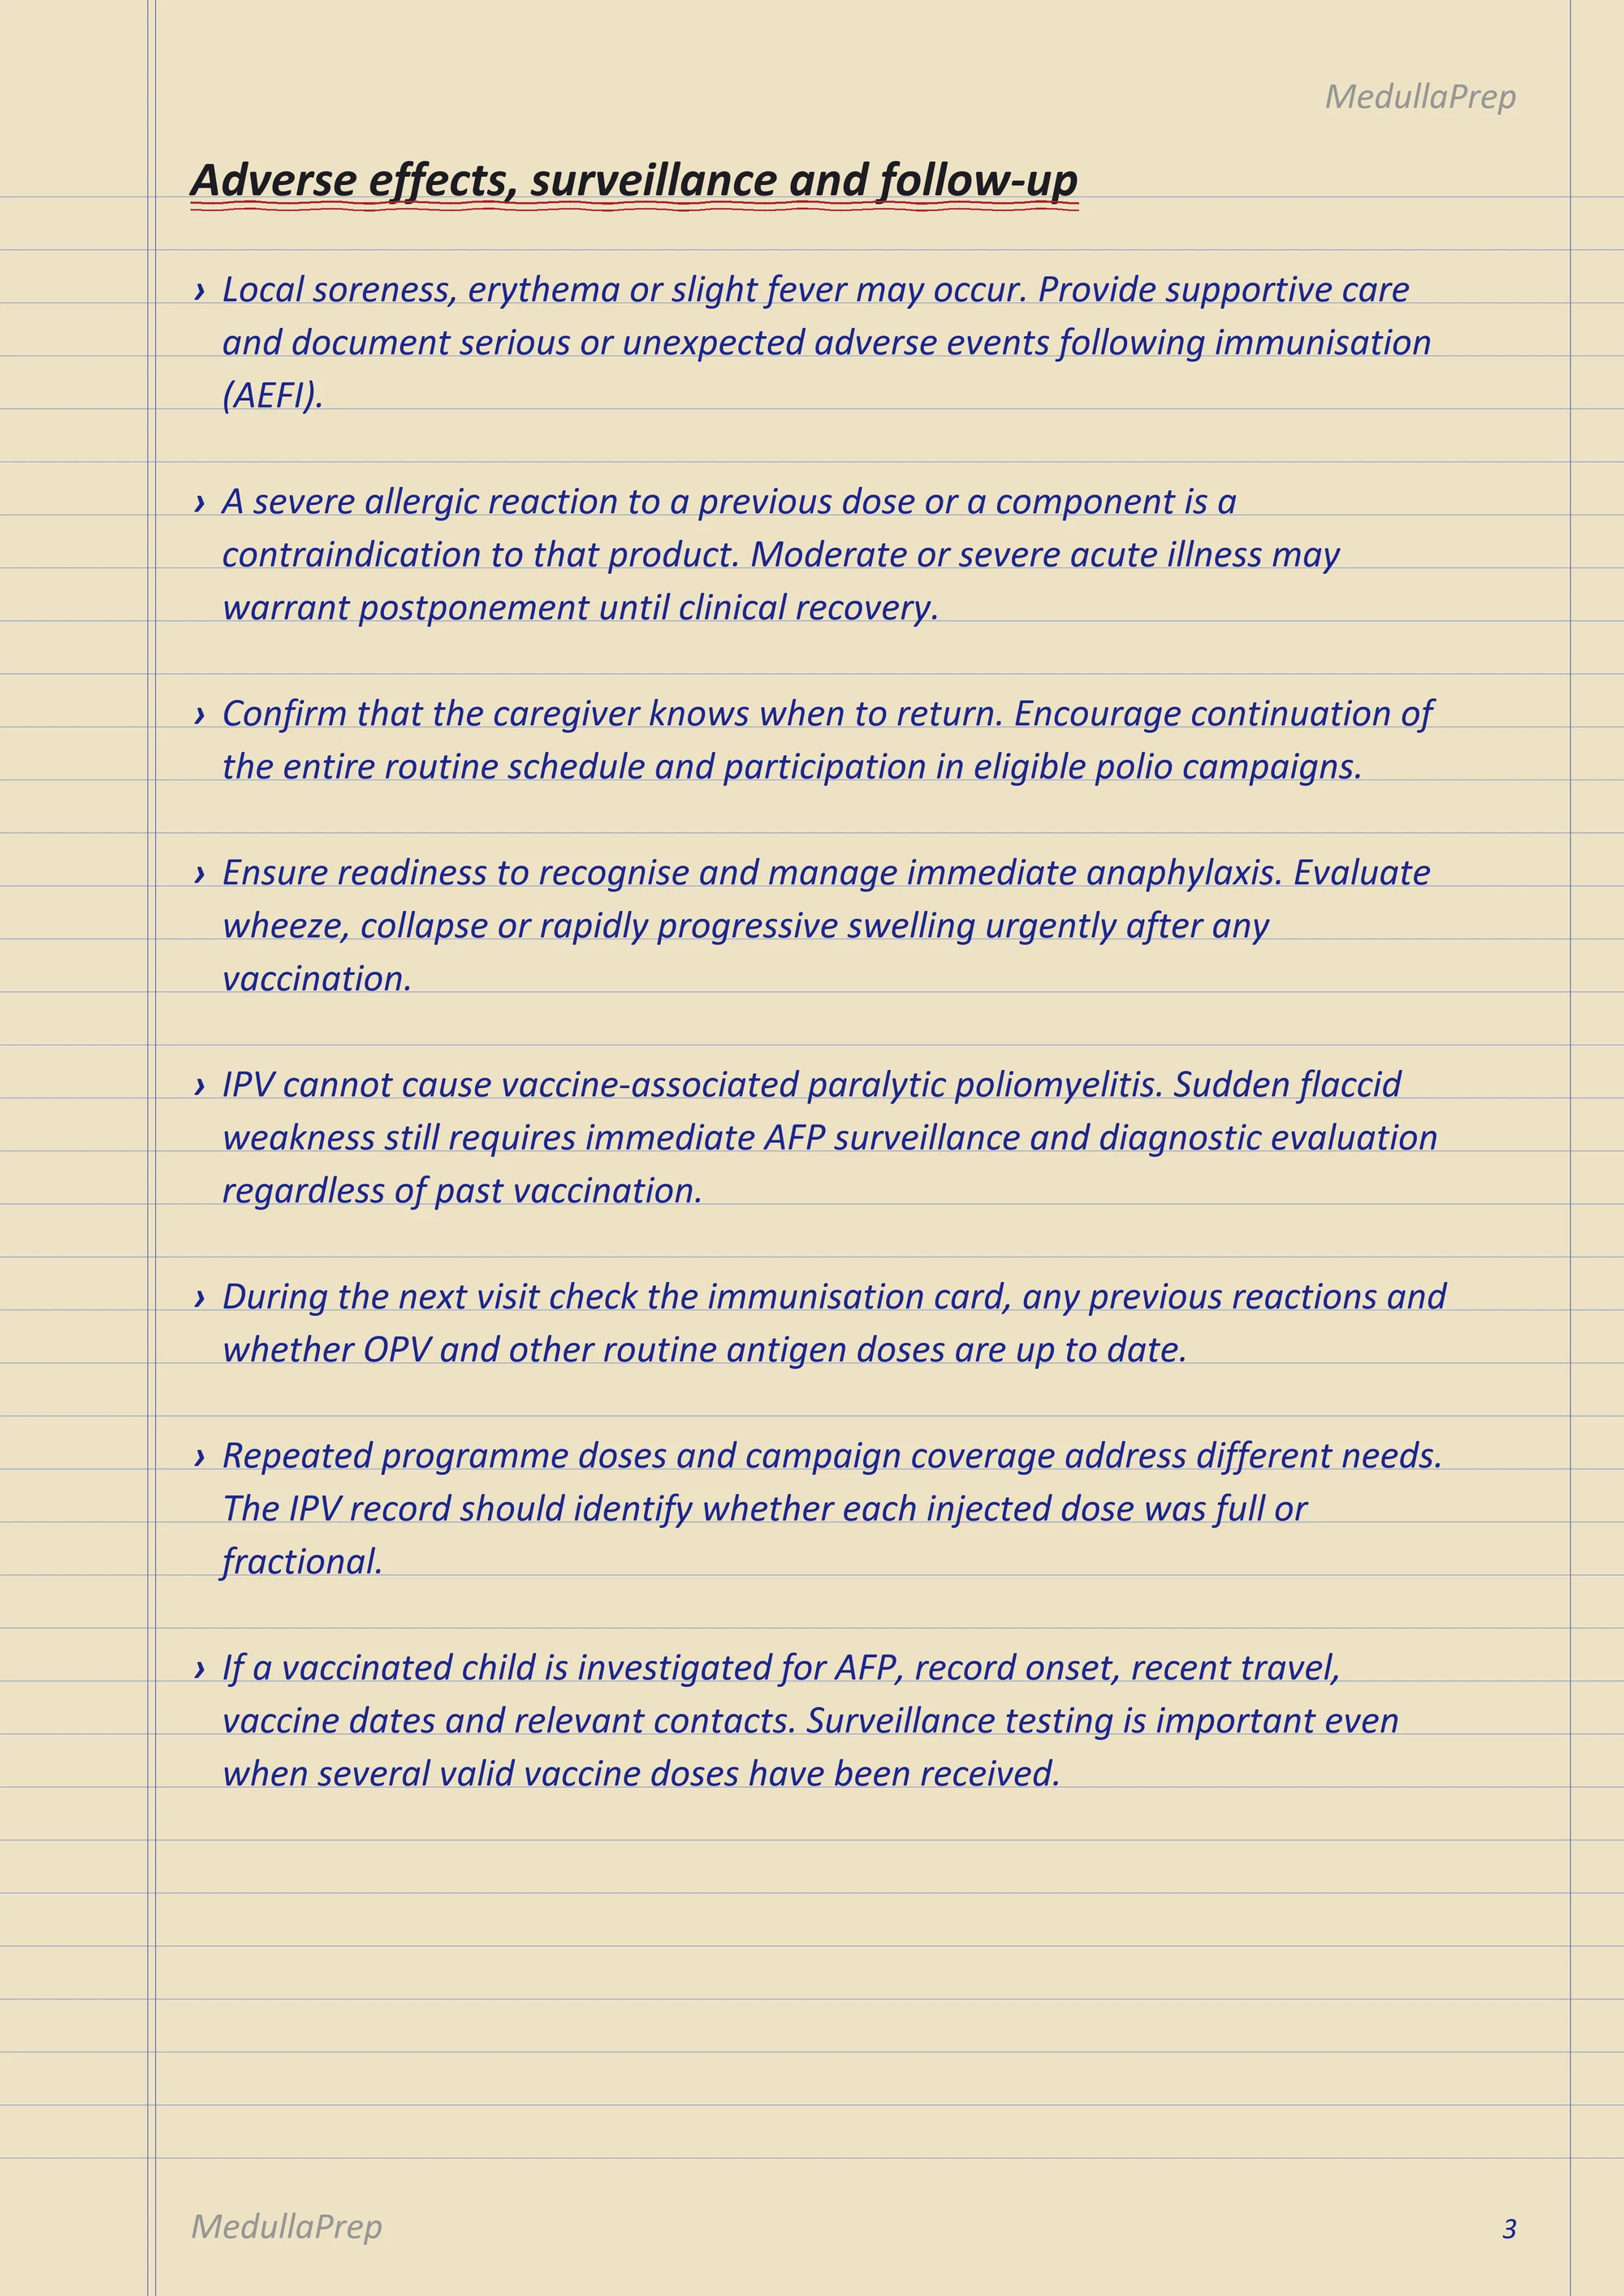 MedullaPrep
Adverse effects, surveillance and follow-up
› Local soreness, erythema or slight fever may occur. Provide supportive care
and document serious or unexpected adverse events following immunisation
(AEFI).
› A severe allergic reaction to a previous dose or a component is a
contraindication to that product. Moderate or severe acute illness may
warrant postponement until clinical recovery.
› Confirm that the caregiver knows when to return. Encourage continuation of
the entire routine schedule and participation in eligible polio campaigns.
› Ensure readiness to recognise and manage immediate anaphylaxis. Evaluate
wheeze, collapse or rapidly progressive swelling urgently after any
vaccination.
› IPV cannot cause vaccine-associated paralytic poliomyelitis. Sudden flaccid
weakness still requires immediate AFP surveillance and diagnostic evaluation
regardless of past vaccination.
› During the next visit check the immunisation card, any previous reactions and
whether OPV and other routine antigen doses are up to date.
› Repeated programme doses and campaign coverage address different needs.
The IPV record should identify whether each injected dose was full or
fractional.
› If a vaccinated child is investigated for AFP, record onset, recent travel,
vaccine dates and relevant contacts. Surveillance testing is important even
when several valid vaccine doses have been received.
MedullaPrep
3